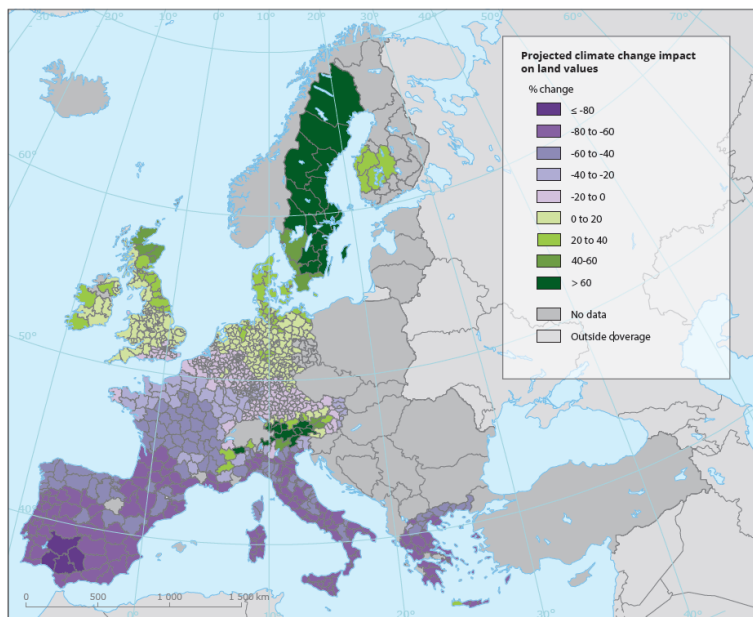 10°
0°
10°
20°
30°
40°
50°
60°
70°
Projected climate change impact
on land values
% change
≤ -80
-80 to -60
-60 to -40
-40 to -20
-20 to 0
0 to 20
20 to 40
40-60
> 60
No data
Outside coverage
60°
50°
40°
0 500 1 000 1 500 km
0°
10°
20°
30°
40°